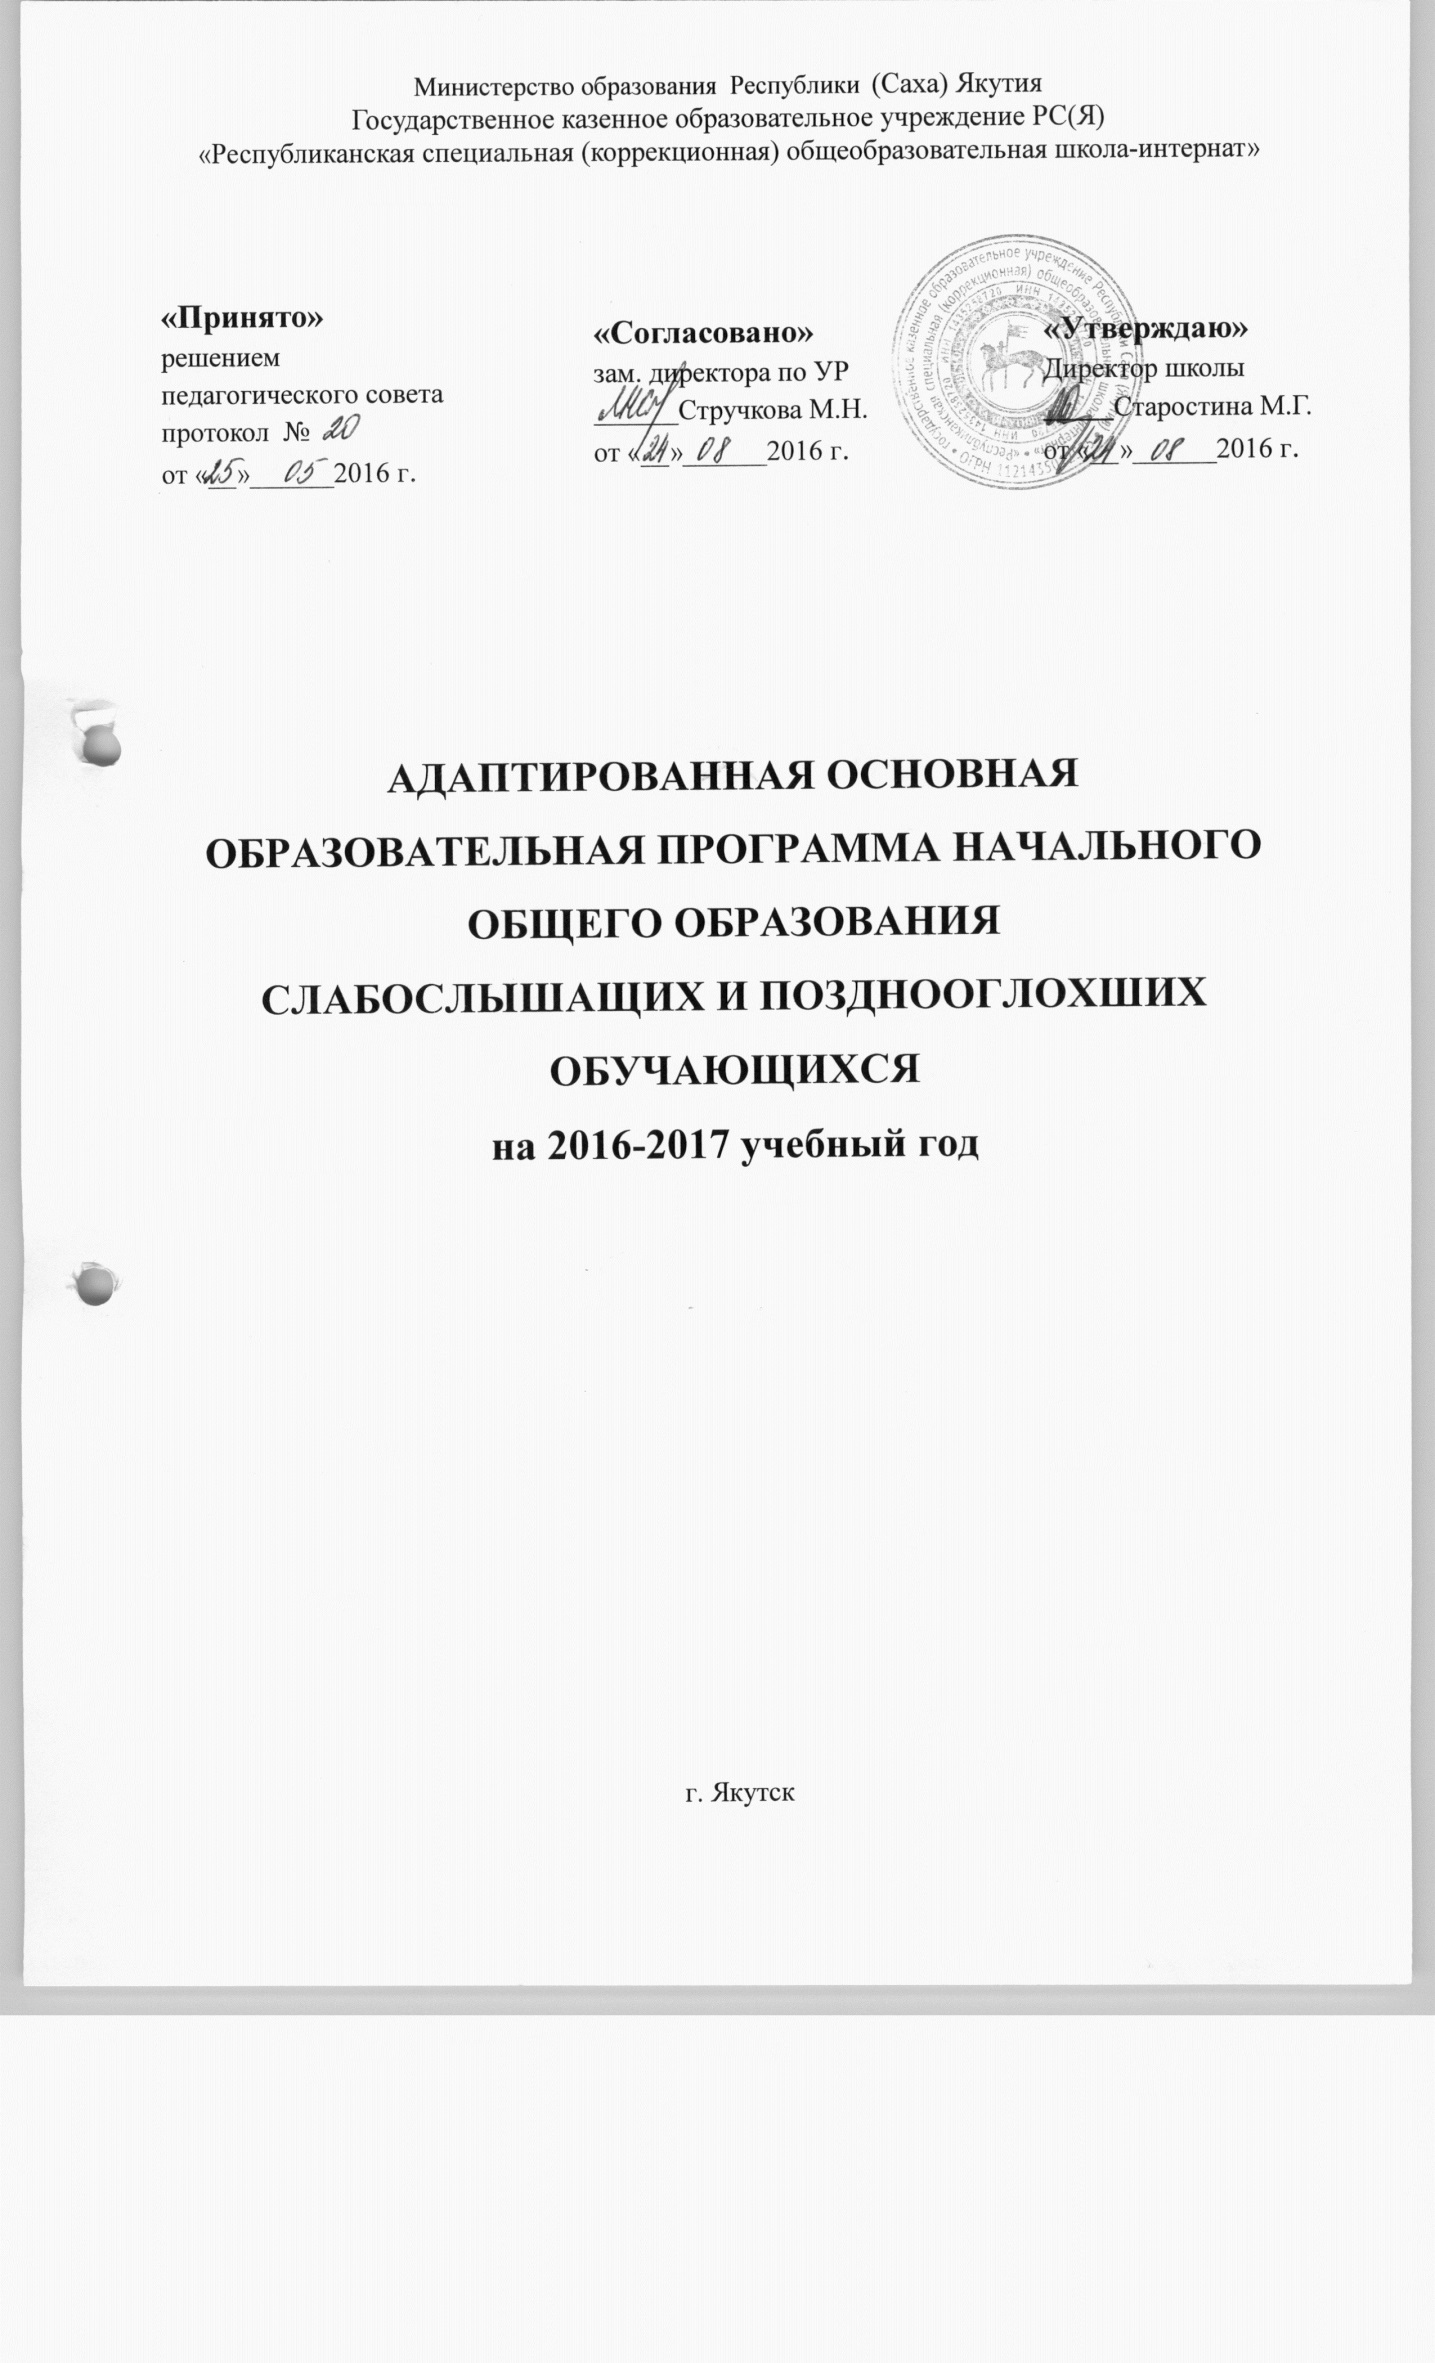 Министерство образования Республики (Саха) Якутия
Государственное казенное образовательное учреждение РС(Я)
«Республиканская специальная (коррекционная) общеобразовательная школа-интернат»
«Принято»
решением
педагогического совета
протокол № 20
от «25» 05 2016 г.
«Согласовано»
зам. директора по УР
Стручкова М.Н.
от «24» 08 2016 г.
«Утверждаю»
Директор школы
Старостина М.Г.
от «24» 08 2016 г.
АДАПТИРОВАННАЯ ОСНОВНАЯ
ОБРАЗОВАТЕЛЬНАЯ ПРОГРАММА НАЧАЛЬНОГО
ОБЩЕГО ОБРАЗОВАНИЯ
СЛАБОСЛЫШАЩИХ И ПОЗДНООГЛОХШИХ
ОБУЧАЮЩИХСЯ
на 2016-2017 учебный год
г. Якутск